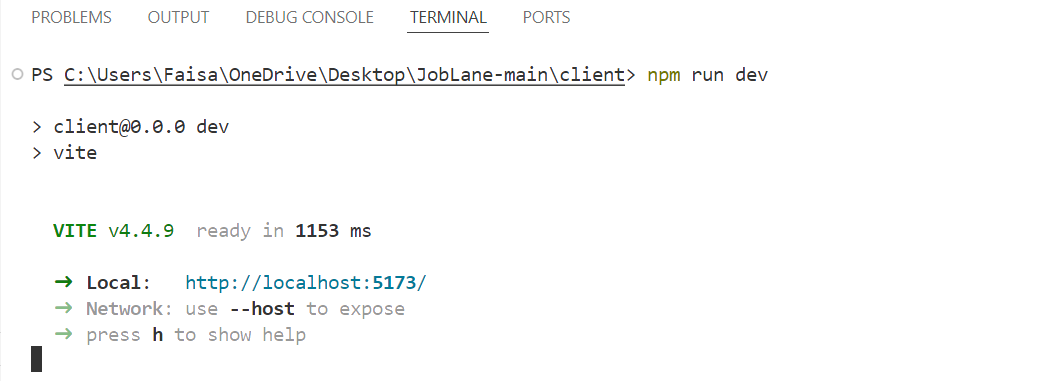 PROBLEMS OUTPUT DEBUG CONSOLE TERMINAL PORTS
PS C:\Users\Faisa\OneDrive\Desktop\JobLane-main\client> npm run dev
> client@0.0.0 dev
> vite
VITE v4.4.9 ready in 1153 ms
➜ Local: http://localhost:5173/
➜ Network: use --host to expose
➜ press h to show help